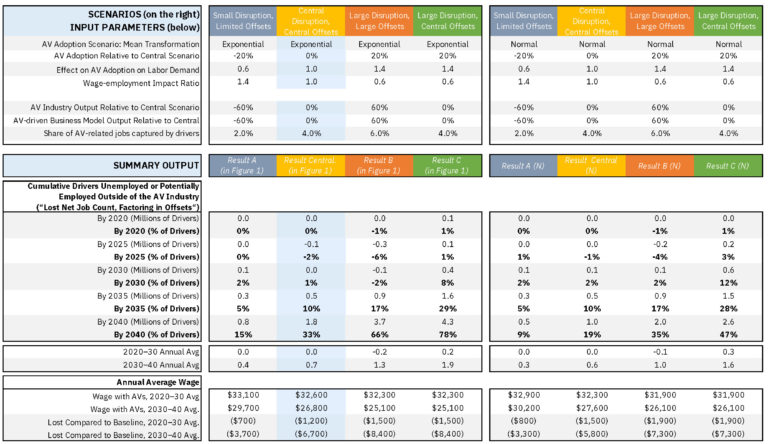 SCENARIOS (on the right)
INPUT PARAMETERS (below)
Small Disruption, Limited Offsets Central Disruption, Central Offsets Large Disruption, Large Offsets Large Disruption, Central Offsets Small Disruption, Limited Offsets Central Disruption, Central Offsets Large Disruption, Large Offsets Large Disruption, Central Offsets
AV Adoption Scenario: Mean Transformation Exponential Exponential Exponential Exponential Normal Normal Normal Normal
AV Adoption Relative to Central Scenario -20% 0% 20% 20% -20% 0% 20% 20%
Effect on AV Adoption on Labor Demand 0.6 1.0 1.4 1.4 0.6 1.0 1.4 1.4
Wage-employment Impact Ratio 1.4 1.0 0.6 0.6 1.4 1.0 0.6 0.6
AV Industry Output Relative to Central Scenario -60% 0% 60% 0% -60% 0% 60% 0%
AV-driven Business Model Output Relative to Central -60% 0% 60% 0% -60% 0% 60% 0%
Share of AV-related jobs captured by drivers 2.0% 4.0% 6.0% 4.0% 2.0% 4.0% 6.0% 4.0%
SUMMARY OUTPUT Result A (in Figure 1) Result Central (in Figure 1) Result B (in Figure 1) Result C (in Figure 1) Result A (N) Result Central (N) Result B (N) Result C (N)
Cumulative Drivers Unemployed or Potentially
Employed Outside of the AV Industry
("Lost Net Job Count, Factoring in Offsets")
By 2020 (Millions of Drivers) 0.0 0.0 0.0 0.1 0.0 0.0 0.0 0.0
By 2020 (% of Drivers) 0% 0% -1% 1% 0% 0% -1% 1%
By 2025 (Millions of Drivers) 0.0 -0.1 -0.3 0.1 0.0 0.0 -0.2 0.2
By 2025 (% of Drivers) 0% -2% -6% 1% 1% -1% -4% 3%
By 2030 (Millions of Drivers) 0.1 0.0 -0.1 0.4 0.1 0.1 0.1 0.6
By 2030 (% of Drivers) 2% 1% -2% 8% 2% 2% 2% 12%
By 2035 (Millions of Drivers) 0.3 0.5 0.9 1.6 0.3 0.5 0.9 1.5
By 2035 (% of Drivers) 5% 10% 17% 29% 5% 10% 17% 28%
By 2040 (Millions of Drivers) 0.8 1.8 3.7 4.3 0.5 1.0 2.0 2.6
By 2040 (% of Drivers) 15% 33% 66% 78% 9% 19% 35% 47%
2020–30 Annual Avg 0.0 0.0 -0.2 0.2 0.0 0.0 -0.1 0.3
2030-40 Annual Avg 0.4 0.7 1.3 1.9 0.3 0.6 1.0 1.6
Annual Average Wage
Wage with AVs, 2020–30 Avg $33,100 $32,600 $32,300 $32,300 $32,900 $32,300 $31,900 $31,900
Wage with AVs, 2030-40 Avg. $29,700 $26,800 $25,100 $25,100 $30,200 $27,600 $26,100 $26,100
Lost Compared to Baseline, 2020-30 Avg. ($700) ($1,200) ($1,500) ($1,500) ($800) ($1,500) ($1,900) ($1,900)
Lost Compared to Baseline, 2030-40 Avg. ($3,700) ($6,700) ($8,400) ($8,400) ($3,300) ($5,800) ($7,300) ($7,300)